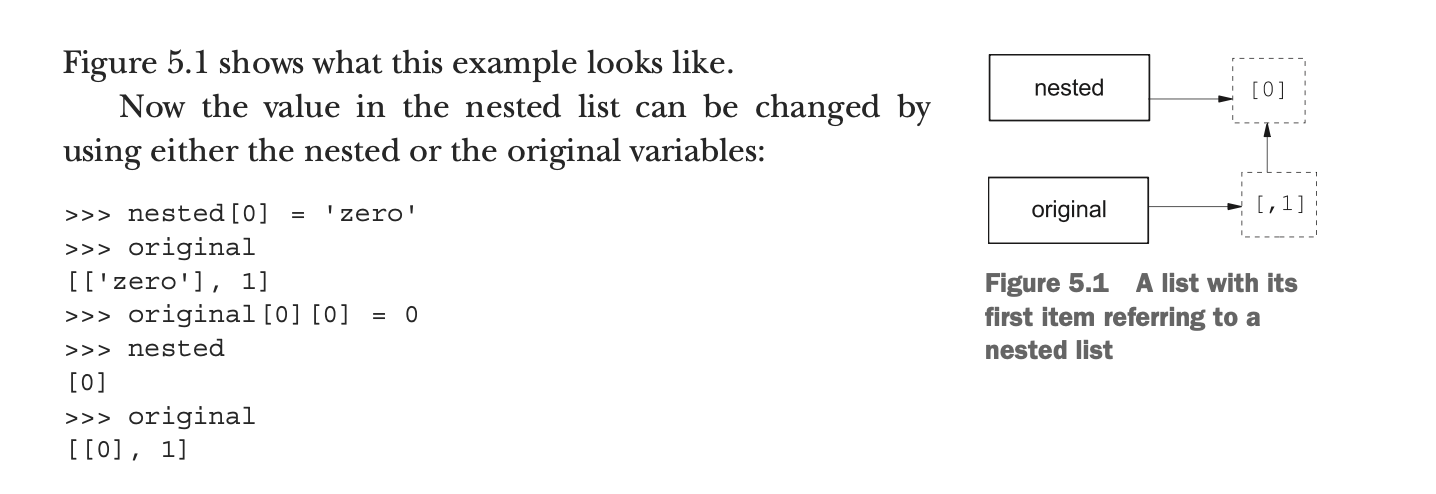 Figure 5.1 shows what this example looks like.
Now the value in the nested list can be changed by
using either the nested or the original variables:
>>> nested[0] = 'zero'
>>> original
[['zero'], 1]
>>> original[0][0] = 0
>>> nested
[0]
>>> original
[[0], 1]
nested
[0]
original
[,1]
Figure 5.1 A list with its
first item referring to a
nested list